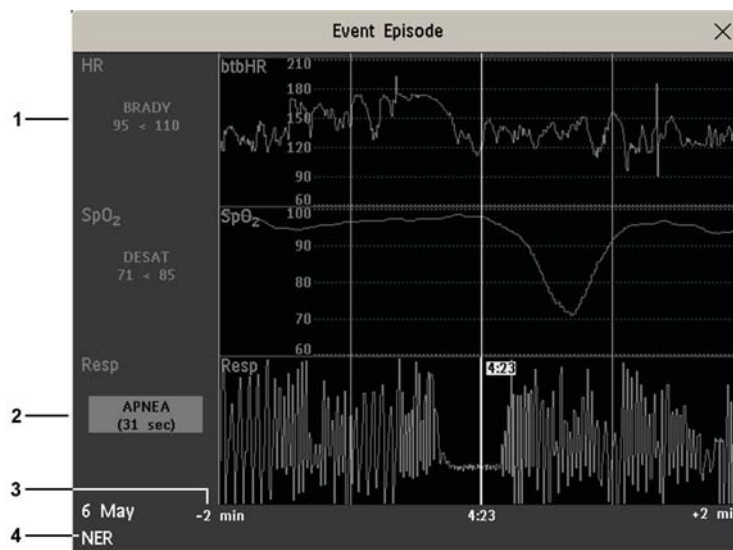 Event Episode
HR
BRADY
95 < 110
1
btbHR
210
180
150
120
90
60
SpO₂
DESAT
71 < 85
SpO₂
100
90
80
70
60
Resp
APNEA
(31 sec)
2
Resp
4:23
3
6 May
-2 min
4:23
+2 mi
4
NER